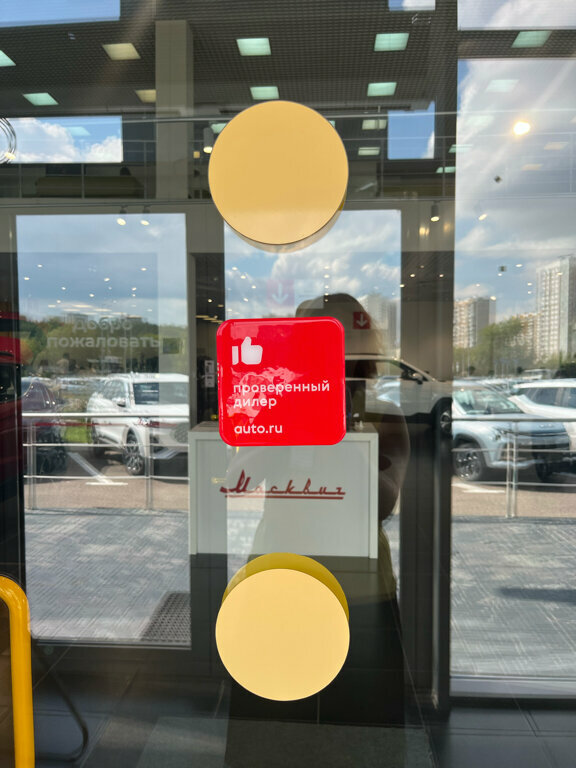 Добро
пожаловать
проверенный
дилер
auto.ru
Москвич